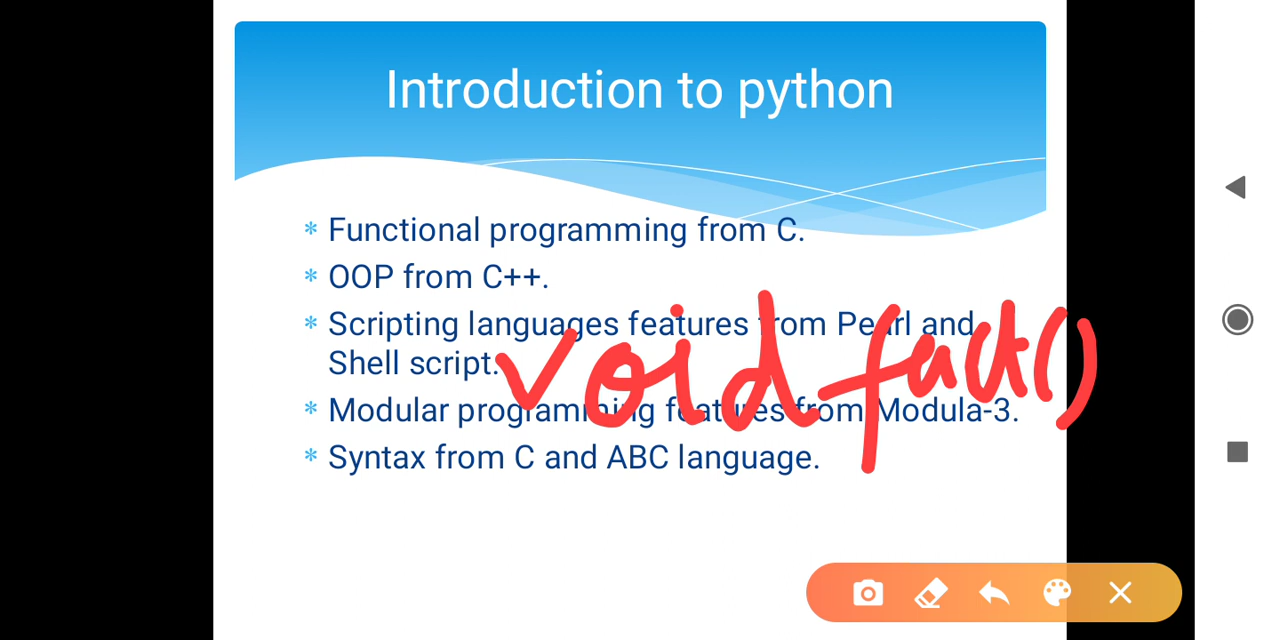 Introduction to python
* Functional programming from C.
* OOP from C++.
* Scripting languages features from Pearl and
Shell script.
void fact()
* Modular programming features from Modula-3.
* Syntax from C and ABC language.